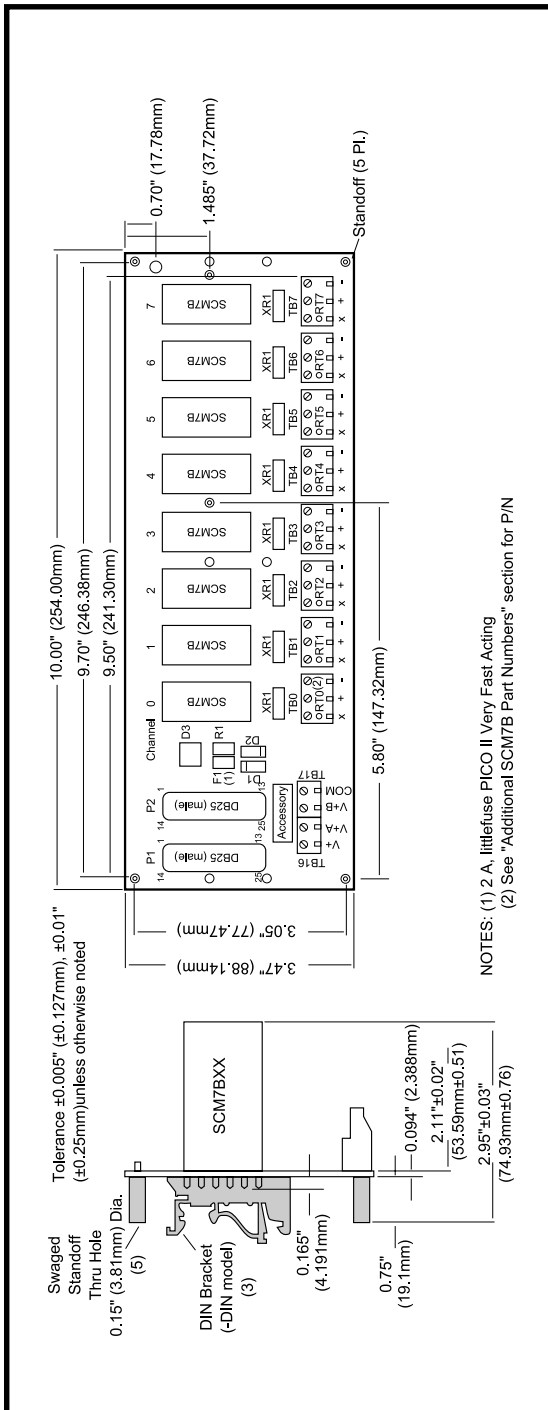 Tolerance ±0.005" (±0.127mm), ±0.01"
(±0.25mm)unless otherwise noted
Swaged
Standoff
Thru Hole
0.15" (3.81mm) Dia.
(5)
DIN Bracket
(-DIN model)
(3)
SCM7BXX
0.165"
(4.191mm)
0.75"
(19.1mm)
0.094" (2.388mm)
2.11"±0.02"
(53.59mm±0.51)
2.95"±0.03"
(74.93mm±0.76)
10.00" (254.00mm)
9.70" (246.38mm)
9.50" (241.30mm)
0.70" (17.78mm)
1.485" (37.72mm)
Standoff (5 Pl.)
3.47" (88.14mm)
3.05" (77.47mm)
5.80" (147.32mm)
P1
14 1
DB25 (male)
25 13
P2
14 1
DB25 (male)
25 13
Channel 0 1 2 3 4 5 6 7
D3
F1
(1)
R1
D1
D2
SCM7B SCM7B SCM7B SCM7B SCM7B SCM7B SCM7B SCM7B
XR1 XR1 XR1 XR1 XR1 XR1 XR1 XR1
Accessory
TB16 TB17
V+ V+A V+B COM
TB0 TB1 TB2 TB3 TB4 TB5 TB6 TB7
RT0(2) RT1 RT2 RT3 RT4 RT5 RT6 RT7
x + - x + - x + - x + - x + - x + - x + - x + -
NOTES: (1) 2 A, littlefuse PICO II Very Fast Acting
(2) See "Additional SCM7B Part Numbers" section for P/N